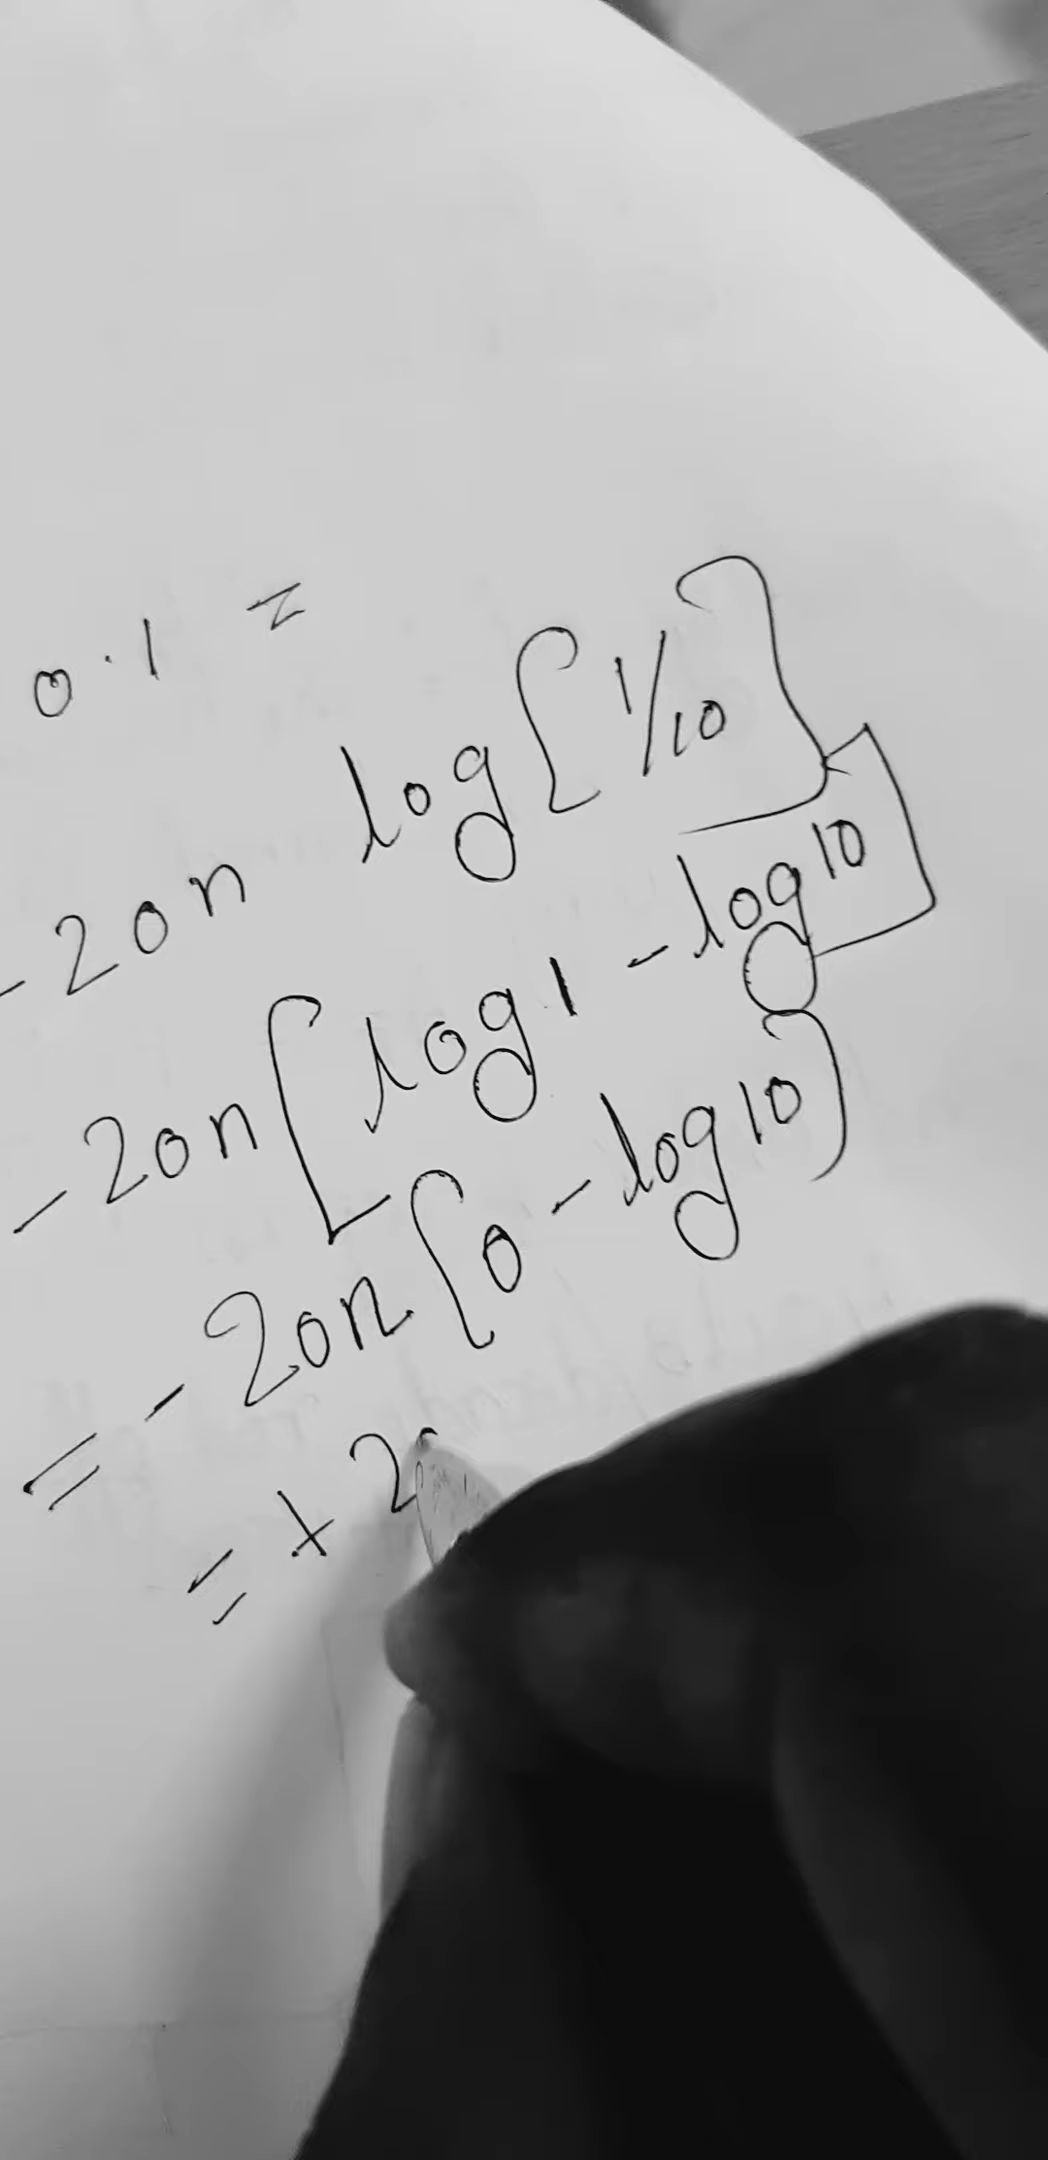 0.1 =
- 20n log [1/10]
- 20n [log 1 - log 10]
= - 20n [0 - log 10]
= + 2